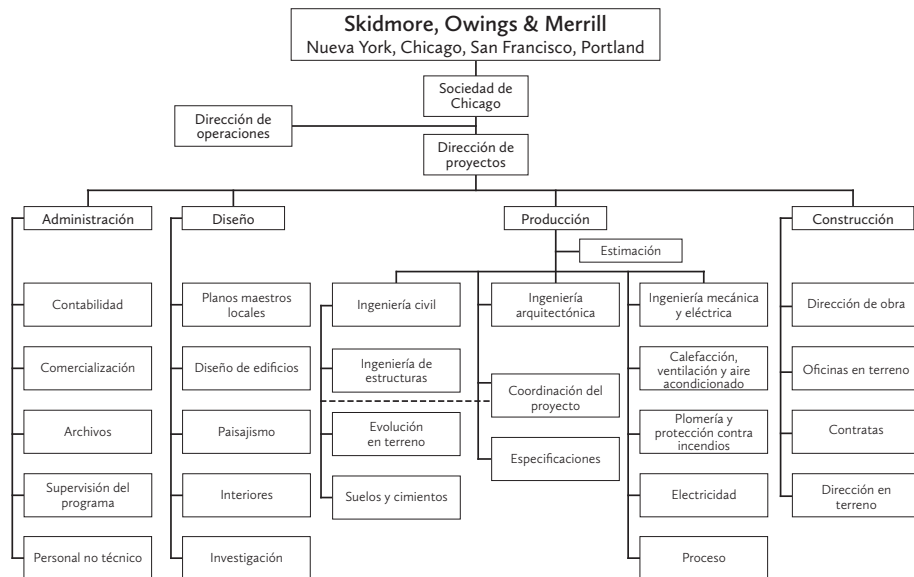 Skidmore, Owings & Merrill
Nueva York, Chicago, San Francisco, Portland
Sociedad de
Chicago
Dirección de
operaciones
Dirección de
proyectos
Administración
Diseño
Producción
Construcción
Estimación
Contabilidad
Planos maestros
locales
Ingeniería civil
Ingeniería
arquitectónica
Ingeniería mecánica
y eléctrica
Dirección de obra
Comercialización
Diseño de edificios
Ingeniería de
estructuras
Coordinación del
proyecto
Calefacción,
ventilación y aire
acondicionado
Oficinas en terreno
Archivos
Paisajismo
Evolución
en terreno
Especificaciones
Plomería y
protección contra
incendios
Contratas
Supervisión del
programa
Interiores
Suelos y cimientos
Electricidad
Dirección en
terreno
Personal no técnico
Investigación
Proceso